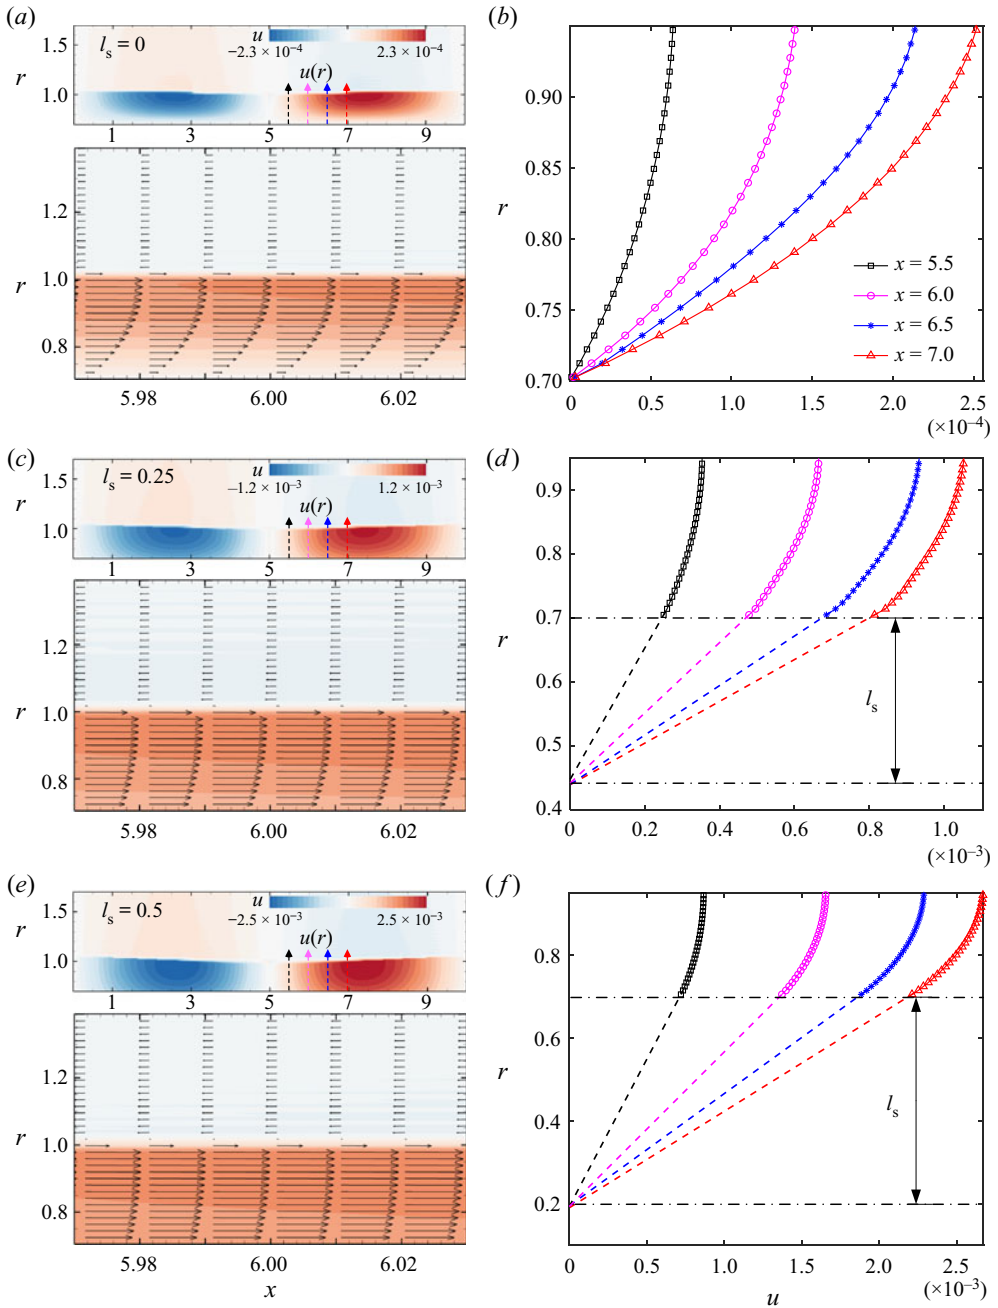 (a)
l_s = 0
u
−2.3 × 10⁻⁴
2.3 × 10⁻⁴
u(r)
r
1.5
1.0
1 3 5 7 9
r
1.2
1.0
0.8
5.98 6.00 6.02
(b)
r
0.90
0.85
0.80
0.75
0.70
x = 5.5
x = 6.0
x = 6.5
x = 7.0
0 0.5 1.0 1.5 2.0 2.5
(×10⁻⁴)
(c)
l_s = 0.25
u
−1.2 × 10⁻³
1.2 × 10⁻³
u(r)
r
1.5
1.0
1 3 5 7 9
r
1.2
1.0
0.8
5.98 6.00 6.02
(d)
r
0.9
0.8
0.7
0.6
0.5
0.4
l_s
0 0.2 0.4 0.6 0.8 1.0
(×10⁻³)
(e)
l_s = 0.5
u
−2.5 × 10⁻³
2.5 × 10⁻³
u(r)
r
1.5
1.0
1 3 5 7 9
r
1.2
1.0
0.8
5.98 6.00 6.02
x
(f)
r
0.8
0.6
0.4
0.2
l_s
0 0.5 1.0 1.5 2.0 2.5
(×10⁻³)
u